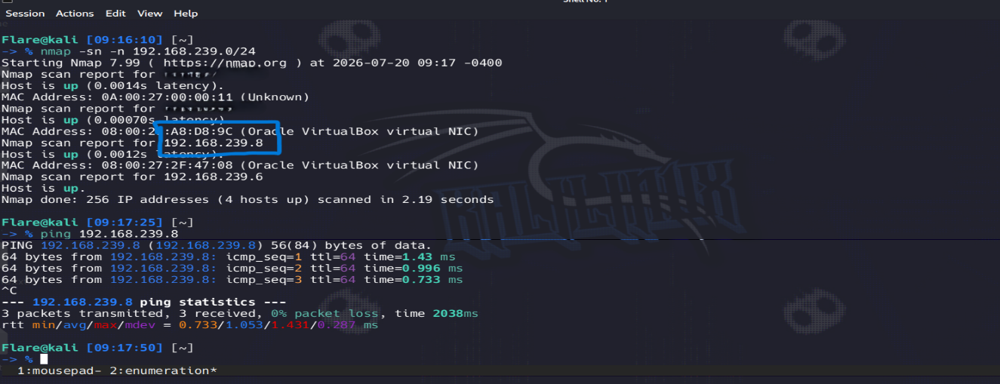 Shell No. 1
Session Actions Edit View Help
Flare@kali [09:16:10] [~]
-> % nmap -sn -n 192.168.239.0/24
Starting Nmap 7.99 ( https://nmap.org ) at 2026-07-20 09:17 -0400
Nmap scan report for
Host is up (0.0014s latency).
MAC Address: 0A:00:27:00:00:11 (Unknown)
Nmap scan report for
Host is up (0.00070s latency)
MAC Address: 08:00:2 :A8:D8:9C (Oracle VirtualBox virtual NIC)
Nmap scan report for 192.168.239.8
Host is up (0.0012s latency).
MAC Address: 08:00:27:2F:47:08 (Oracle VirtualBox virtual NIC)
Nmap scan report for 192.168.239.6
Host is up.
Nmap done: 256 IP addresses (4 hosts up) scanned in 2.19 seconds
Flare@kali [09:17:25] [~]
-> % ping 192.168.239.8
PING 192.168.239.8 (192.168.239.8) 56(84) bytes of data.
64 bytes from 192.168.239.8: icmp_seq=1 ttl=64 time=1.43 ms
64 bytes from 192.168.239.8: icmp_seq=2 ttl=64 time=0.996 ms
64 bytes from 192.168.239.8: icmp_seq=3 ttl=64 time=0.733 ms
^C
--- 192.168.239.8 ping statistics ---
3 packets transmitted, 3 received, 0% packet loss, time 2038ms
rtt min/avg/max/mdev = 0.733/1.053/1.431/0.287 ms
Flare@kali [09:17:50] [~]
-> %
1:mousepad- 2:enumeration*
KALI LINUX